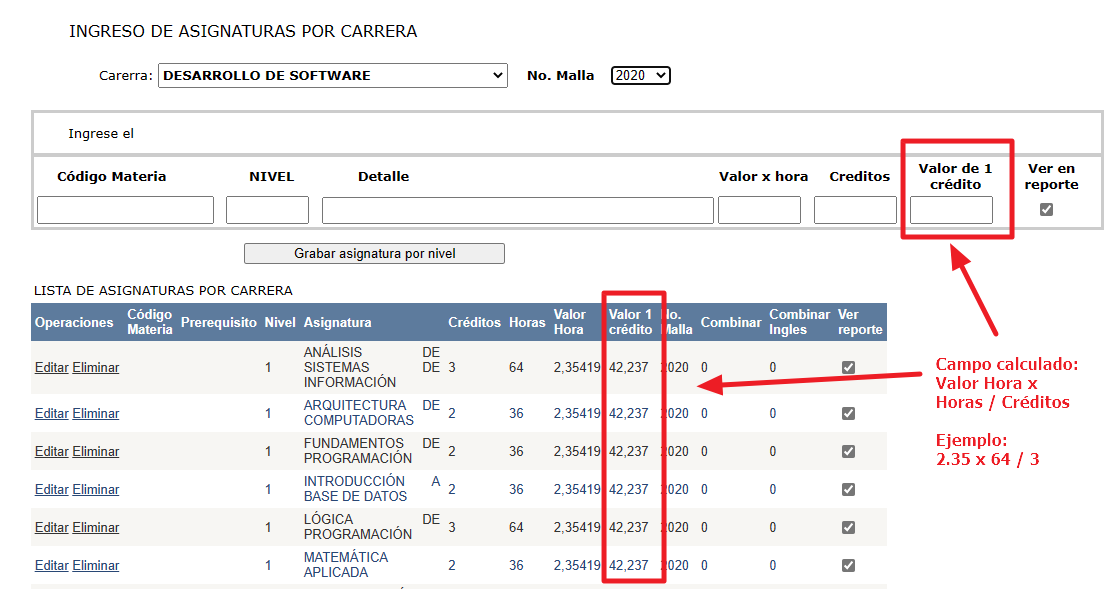 INGRESO DE ASIGNATURAS POR CARRERA
Carerra: DESARROLLO DE SOFTWARE No. Malla 2020
Ingrese el
Código Materia NIVEL Detalle Valor x hora Creditos Valor de 1 crédito Ver en reporte
Grabar asignatura por nivel
LISTA DE ASIGNATURAS POR CARRERA
Operaciones Código Materia Prerequisito Nivel Asignatura Créditos Horas Valor Hora Valor 1 crédito No. Malla Combinar Combinar Ingles Ver reporte
Editar Eliminar 1 ANÁLISIS DE SISTEMAS DE INFORMACIÓN 3 64 2,35419 42,237 2020 0 0
Editar Eliminar 1 ARQUITECTURA DE COMPUTADORAS 2 36 2,35419 42,237 2020 0 0
Editar Eliminar 1 FUNDAMENTOS DE PROGRAMACIÓN 2 36 2,35419 42,237 2020 0 0
Editar Eliminar 1 INTRODUCCIÓN A BASE DE DATOS 2 36 2,35419 42,237 2020 0 0
Editar Eliminar 1 LÓGICA DE PROGRAMACIÓN 3 64 2,35419 42,237 2020 0 0
Editar Eliminar 1 MATEMÁTICA APLICADA 2 36 2,35419 42,237 2020 0 0
Campo calculado:
Valor Hora x
Horas / Créditos
Ejemplo:
2.35 x 64 / 3